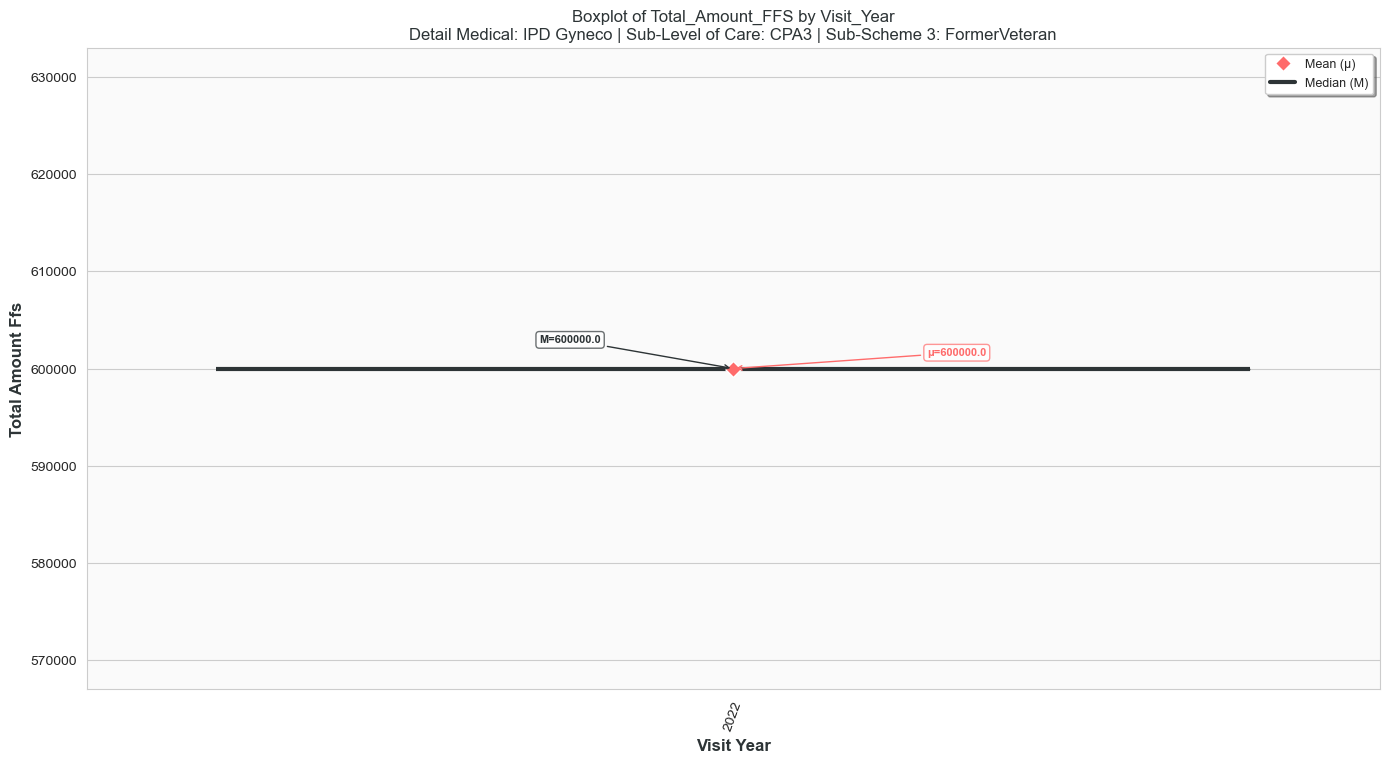 Boxplot of Total_Amount_FFS by Visit_Year
Detail Medical: IPD Gyneco | Sub-Level of Care: CPA3 | Sub-Scheme 3: FormerVeteran
Mean (μ)
Median (M)
Total Amount Ffs
630000
620000
610000
600000
590000
580000
570000
M=600000.0
μ=600000.0
2022
Visit Year